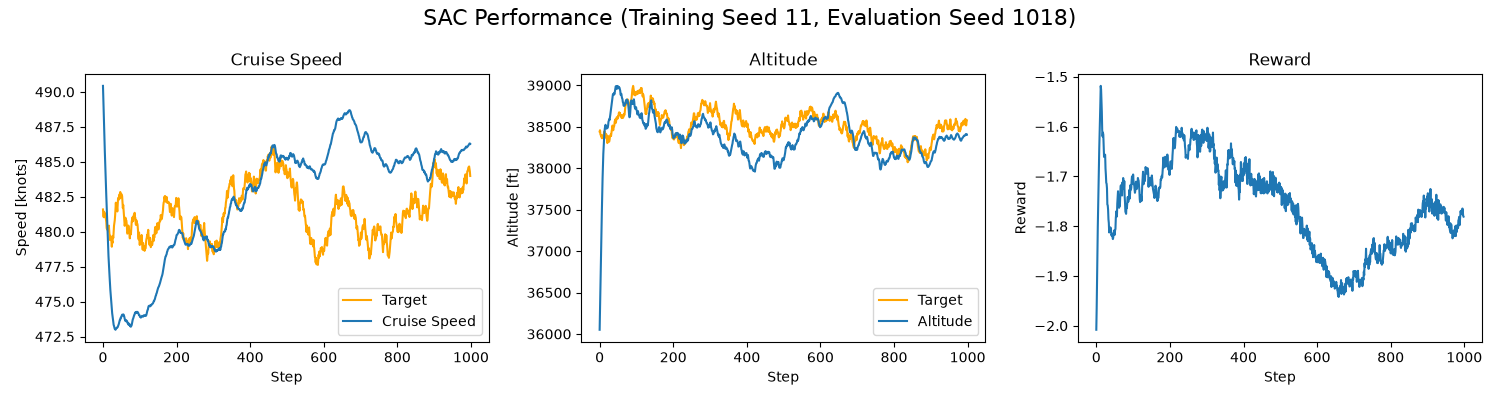 SAC Performance (Training Seed 11, Evaluation Seed 1018)
Cruise Speed
490.0
487.5
485.0
482.5
480.0
477.5
475.0
472.5
Speed [knots]
0
200
400
600
800
1000
Step
Target
Cruise Speed
Altitude
39000
38500
38000
37500
37000
36500
36000
Altitude [ft]
0
200
400
600
800
1000
Step
Target
Altitude
Reward
−1.5
−1.6
−1.7
−1.8
−1.9
−2.0
Reward
0
200
400
600
800
1000
Step